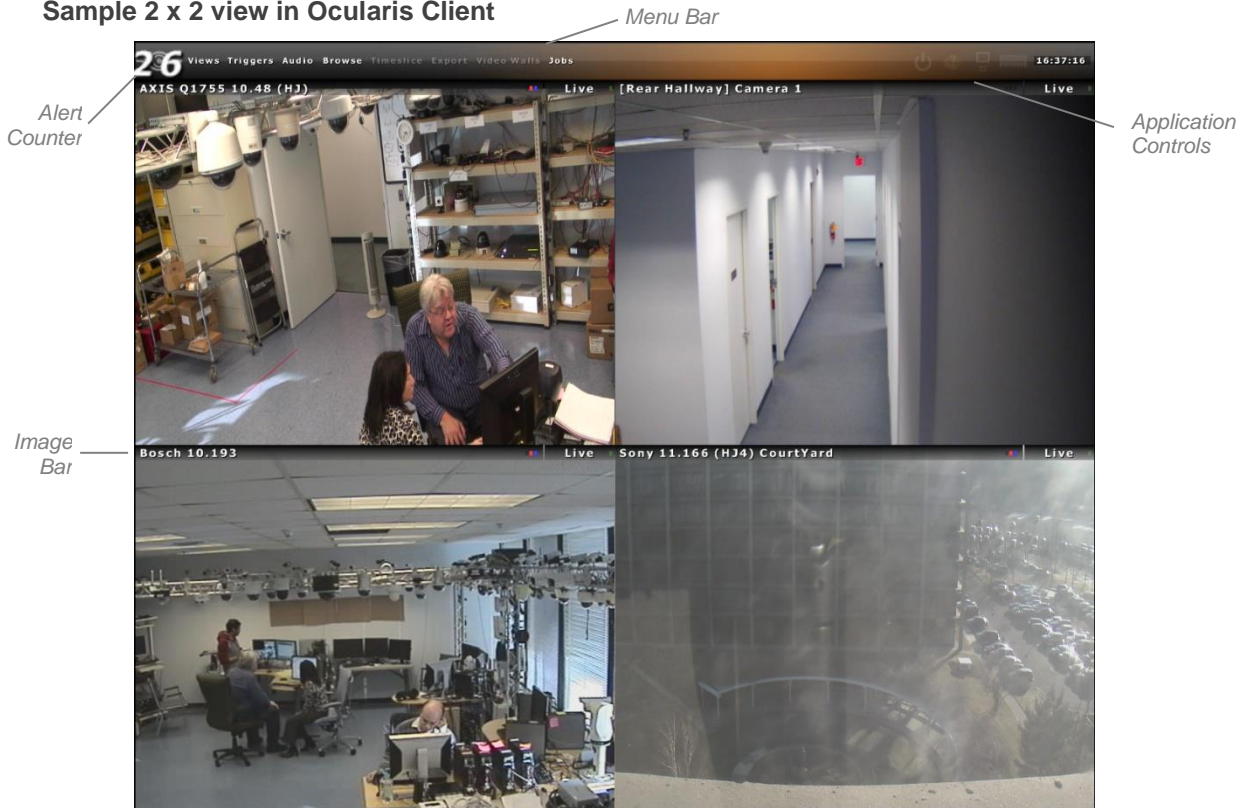 Sample 2 x 2 view in Ocularis Client
Menu Bar
26 Views Triggers Audio Browse Timeslice Export Video Walls Jobs 16:37:16
AXIS Q1755 10.48 (HJ) Live [Rear Hallway] Camera 1 Live
Alert
Counter
Application
Controls
Image
Bar
Bosch 10.193 Live Sony 11.166 (HJ4) CourtYard Live